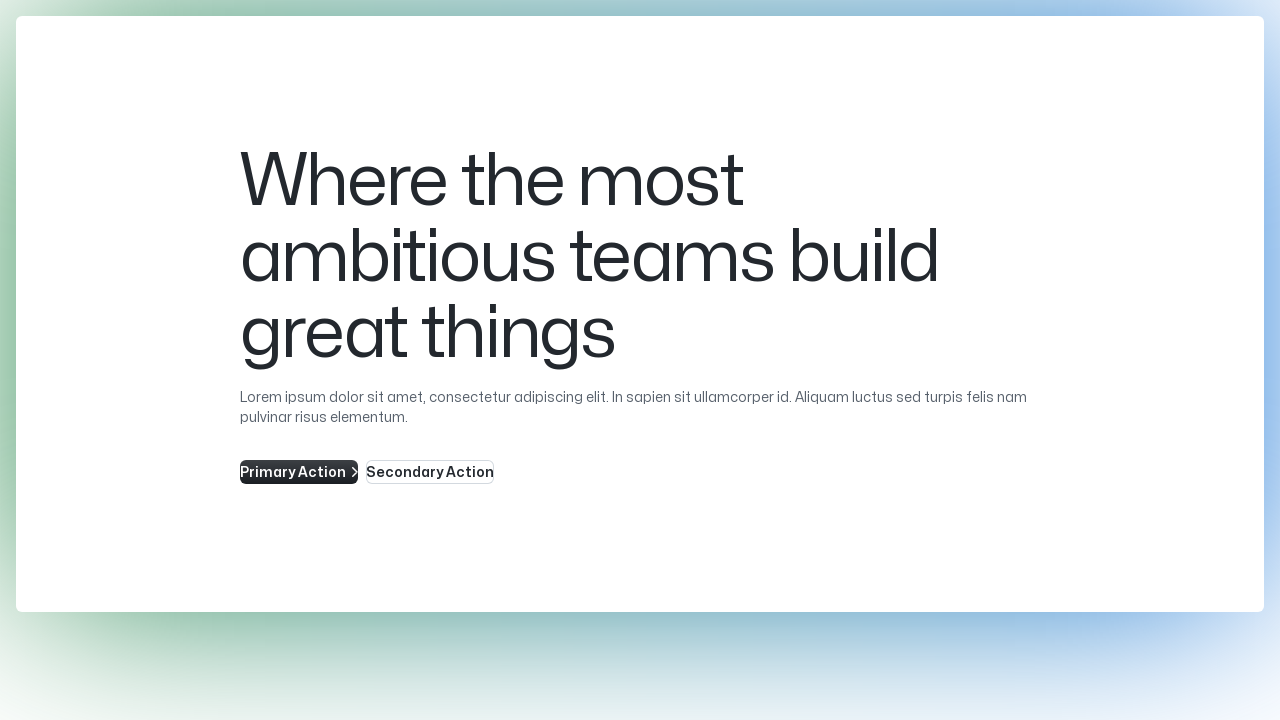 Where the most
ambitious teams build
great things
Lorem ipsum dolor sit amet, consectetur adipiscing elit. In sapien sit ullamcorper id. Aliquam luctus sed turpis felis nam
pulvinar risus elementum.
Primary Action
Secondary Action